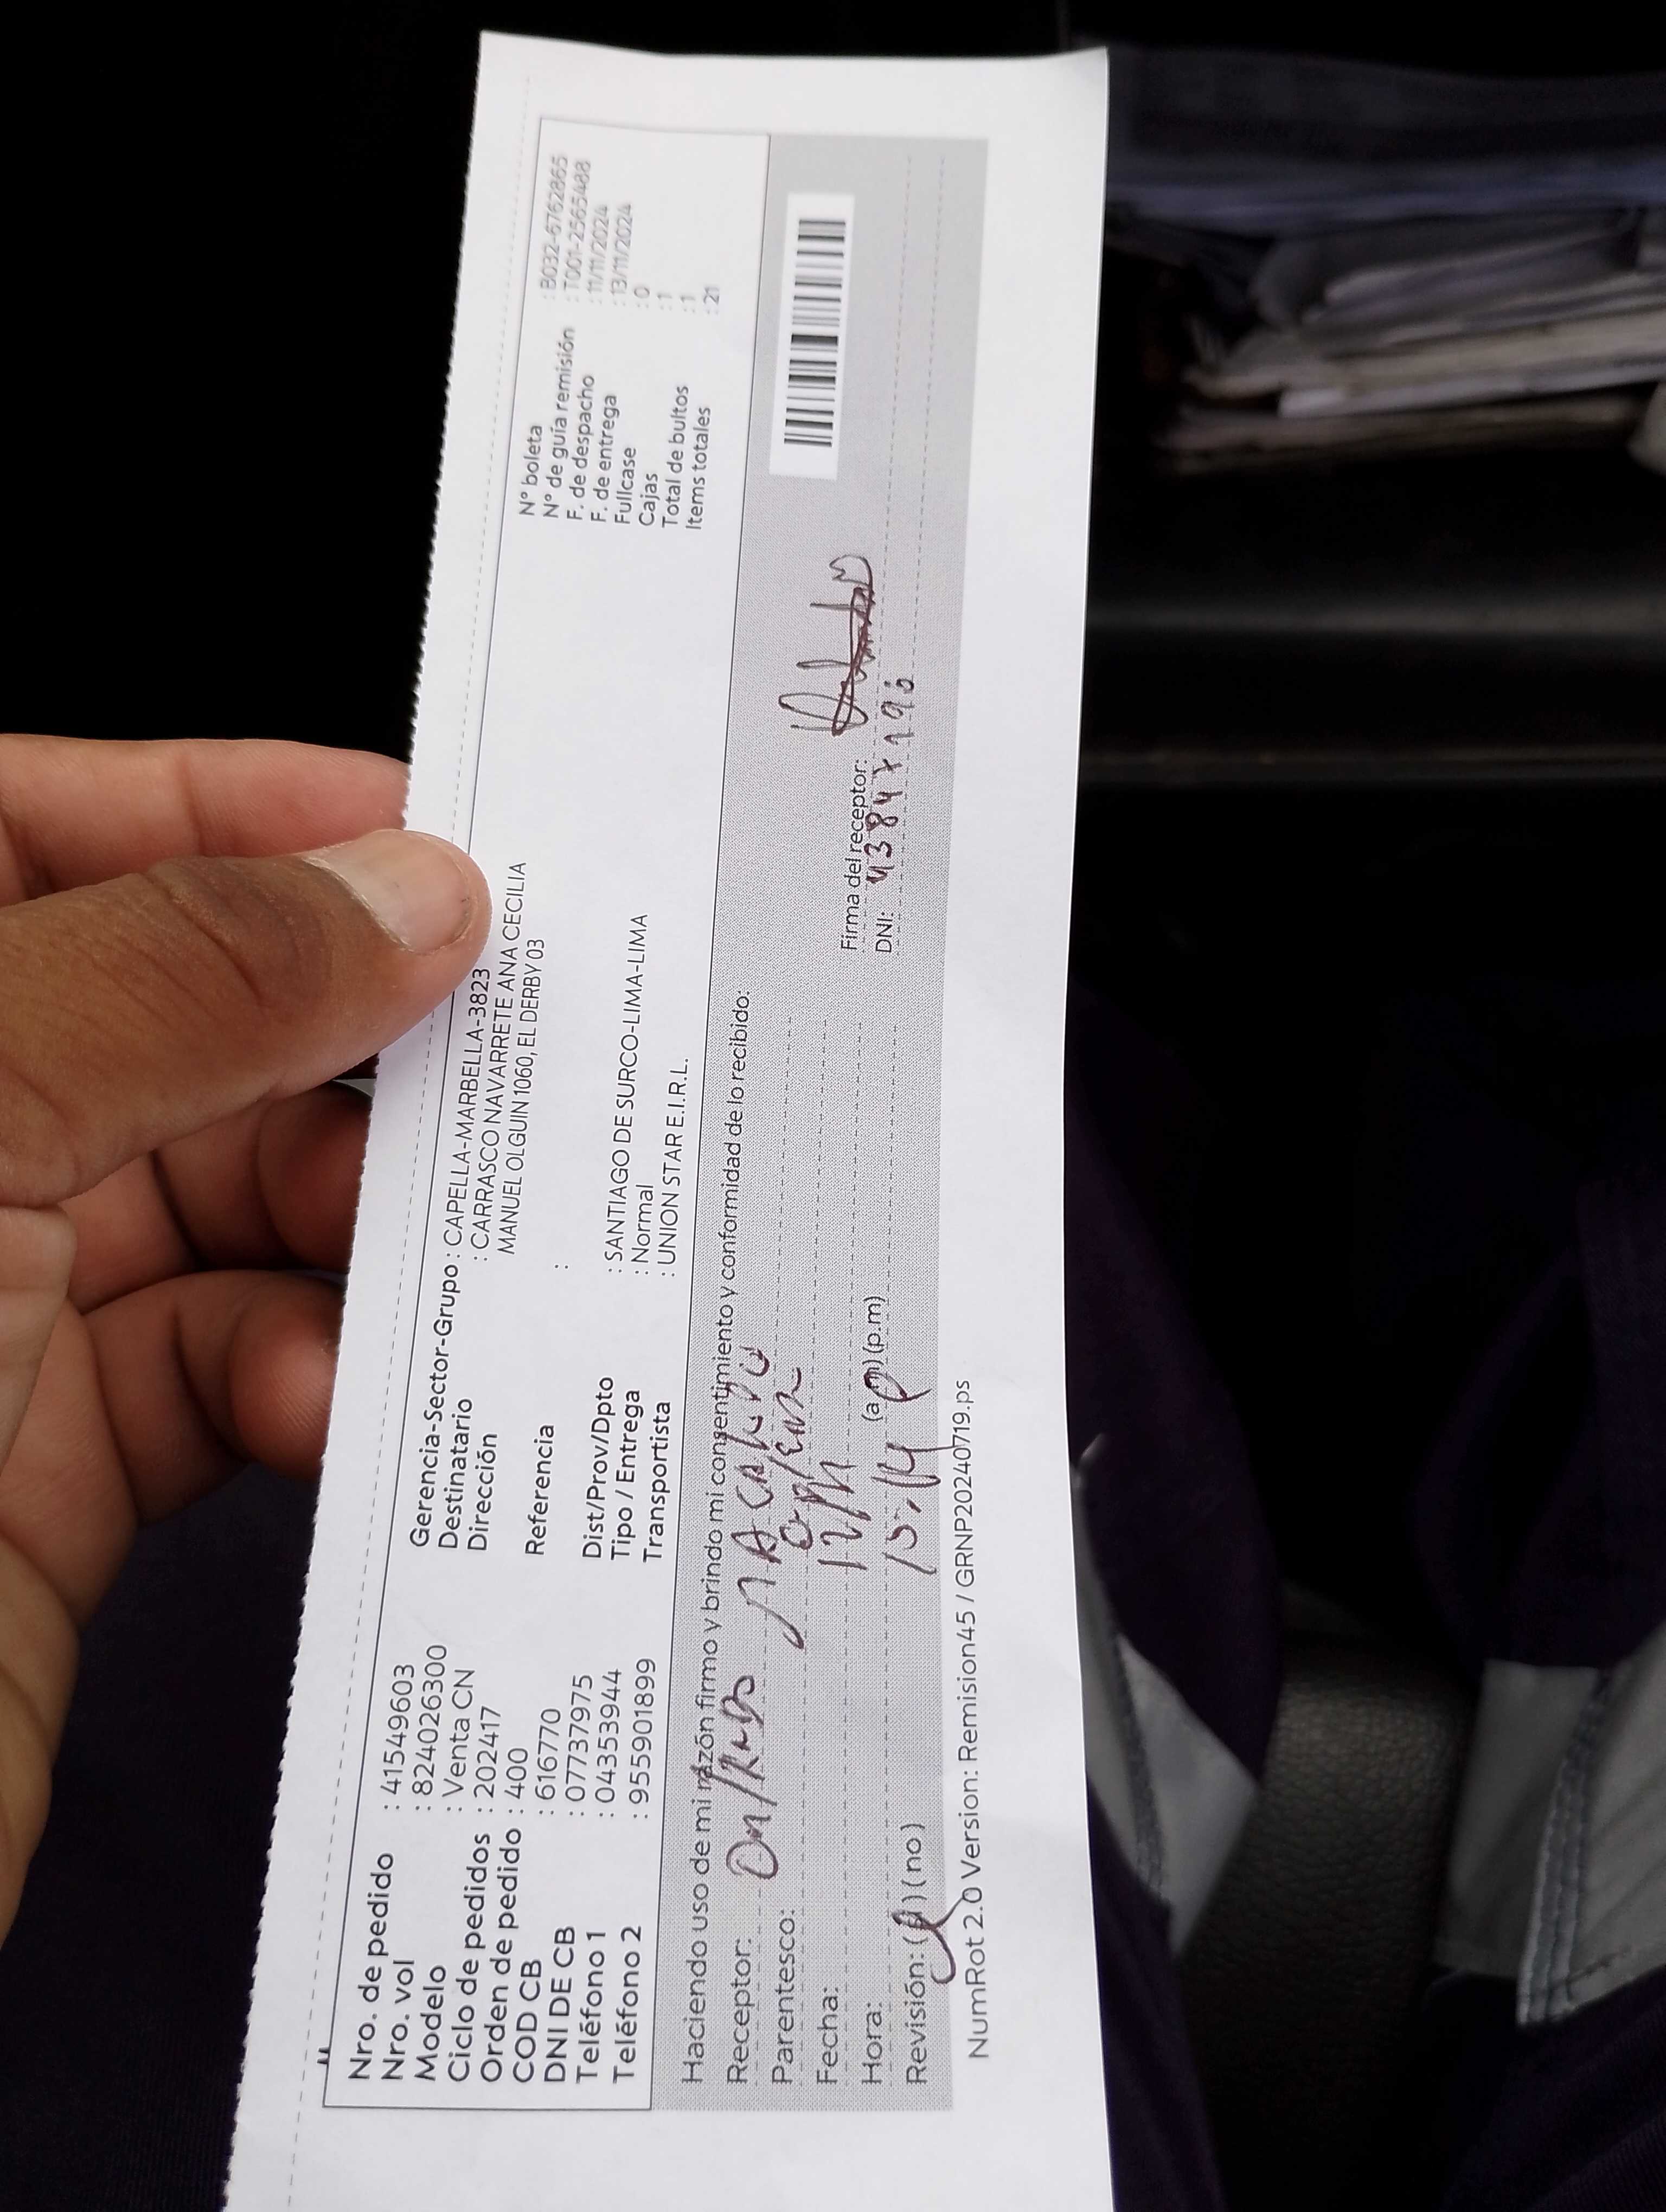 Nro. de pedido : 41549603
Nro. vol : 824026300
Modelo : Venta CN
Ciclo de pedidos : 202417
Orden de pedido : 400
COD CB : 616770
DNI DE CB : 07737975
Teléfono 1 : 04353944
Teléfono 2 : 955901899
Gerencia-Sector-Grupo : CAPELLA-MARBELLA-3823
Destinatario : CARRASCO NAVARRETE ANA CECILIA
Dirección MANUEL OLGUIN 1060, EL DERBY 03
Referencia :
Dist/Prov/Dpto : SANTIAGO DE SURCO-LIMA-LIMA
Tipo / Entrega : Normal
Transportista : UNION STAR E.I.R.L.
N° boleta : B032-6762865
N° de guía remisión : T001-2565488
F. de despacho : 11/11/2024
F. de entrega : 13/11/2024
Fullcase : 0
Cajas : 1
Total de bultos : 1
Items totales : 21
Haciendo uso de mi razón firmo y brindo mi consentimiento y conformidad de lo recibido:
Receptor:
Parentesco:
Fecha: 12/11
Hora: (a.m) (p.m)
Revisión: ( ) (no)
Firma del receptor:
DNI: 43847196
NumRot 2.0 Version: Remision45 / GRNP20240719.ps